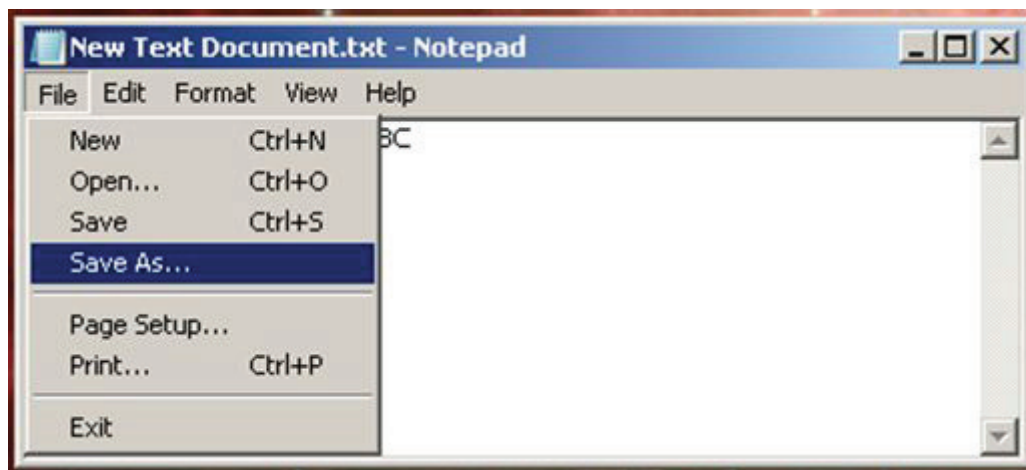 New Text Document.txt - Notepad
File Edit Format View Help
New Ctrl+N
Open... Ctrl+O
Save Ctrl+S
Save As...
Page Setup...
Print... Ctrl+P
Exit